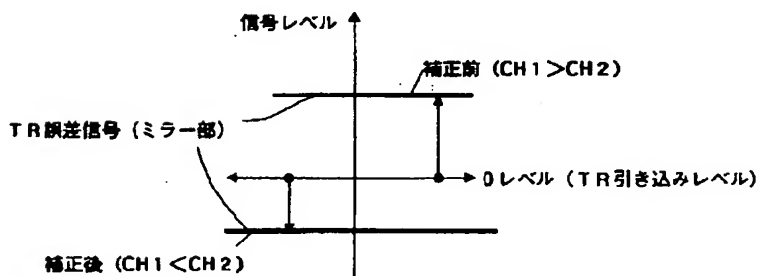 信号レベル
補正前（CH1＞CH2）
TR誤差信号（ミラー部）
0レベル（TR引き込みレベル）
補正後（CH1＜CH2）